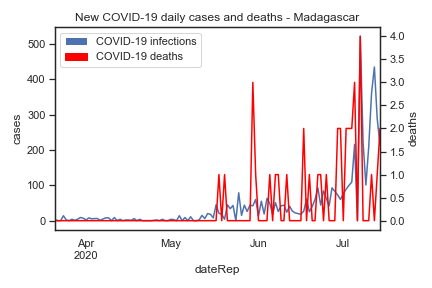 New COVID-19 daily cases and deaths - Madagascar
COVID-19 infections
COVID-19 deaths
500
400
300
200
100
0
cases
4.0
3.5
3.0
2.5
2.0
1.5
1.0
0.5
0.0
deaths
Apr
2020
May
Jun
Jul
dateRep